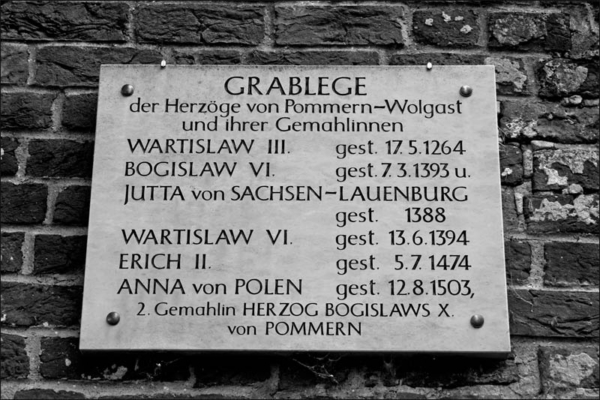 GRABLEGE
der Herzöge von Pommern-Wolgast
und ihrer Gemahlinnen
WARTISLAW III. gest. 17.5.1264
BOGISLAW VI. gest. 7.3.1393 u.
JUTTA von SACHSEN-LAUENBURG
gest. 1388
WARTISLAW VI. gest. 13.6.1394
ERICH II. gest. 5.7.1474
ANNA von POLEN gest. 12.8.1503,
2. Gemahlin HERZOG BOGISLAWS X.
von POMMERN